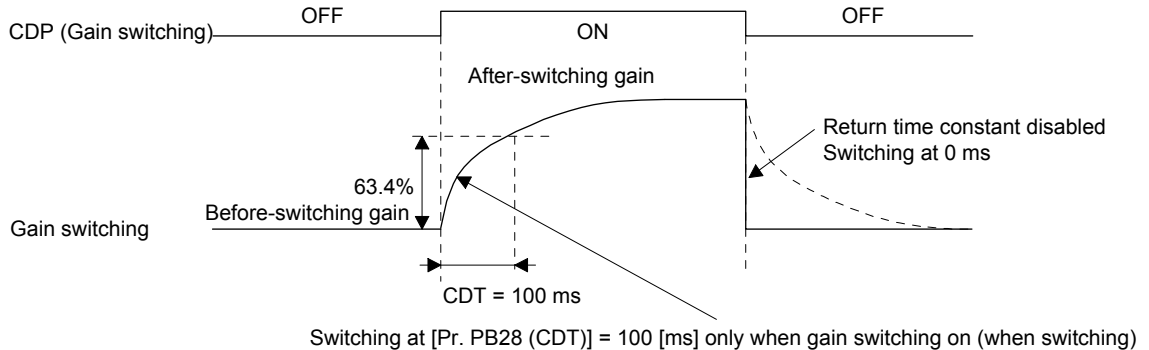 OFF
OFF
CDP (Gain switching)
ON
After-switching gain
Return time constant disabled
Switching at 0 ms
63.4%
Before-switching gain
Gain switching
CDT = 100 ms
Switching at [Pr. PB28 (CDT)] = 100 [ms] only when gain switching on (when switching)